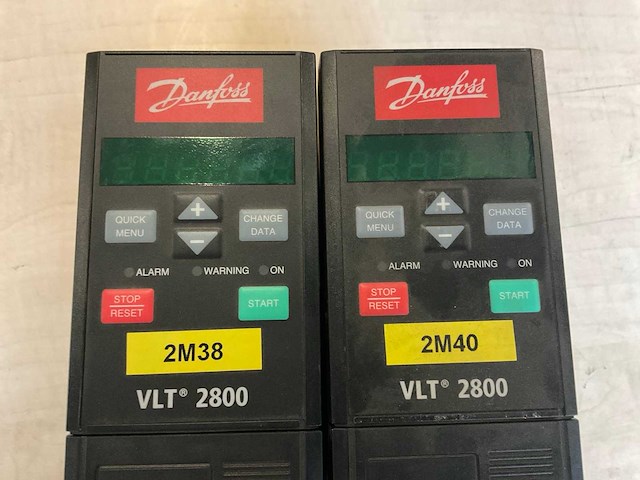 Danfoss
QUICK
MENU
+
-
CHANGE
DATA
ALARM
WARNING
ON
STOP
RESET
START
2M38
VLT® 2800
Danfoss
QUICK
MENU
+
-
CHANGE
DATA
ALARM
WARNING
ON
STOP
RESET
START
2M40
VLT® 2800